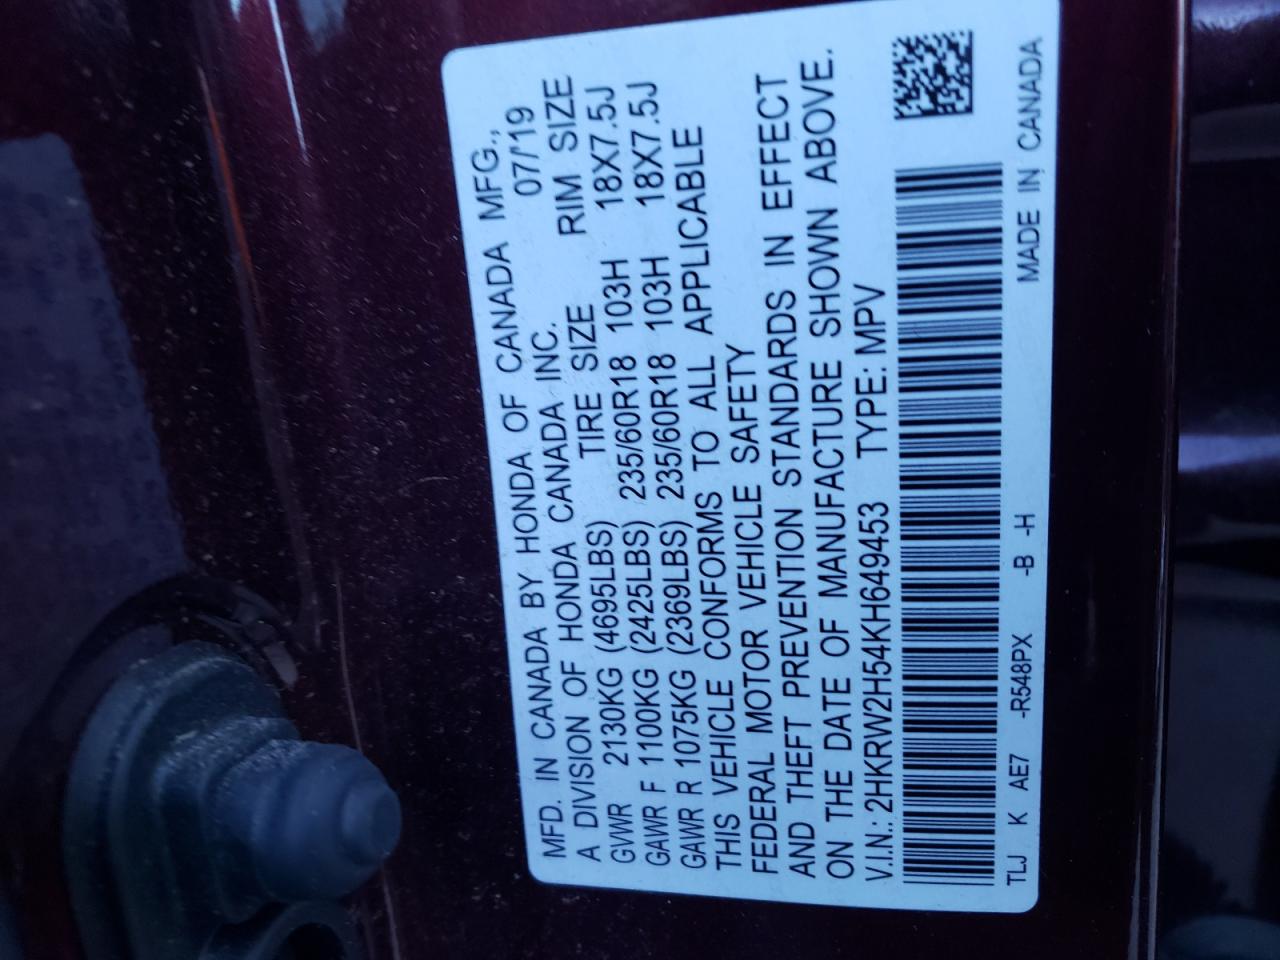 MFD. IN CANADA BY HONDA OF CANADA MFG.,
A DIVISION OF HONDA CANADA INC. 07/'19
GVWR 2130KG (4695LBS) TIRE SIZE RIM SIZE
GAWR F 1100KG (2425LBS) 235/60R18 103H 18X7.5J
GAWR R 1075KG (2369LBS) 235/60R18 103H 18X7.5J
THIS VEHICLE CONFORMS TO ALL APPLICABLE
FEDERAL MOTOR VEHICLE SAFETY
AND THEFT PREVENTION STANDARDS IN EFFECT
ON THE DATE OF MANUFACTURE SHOWN ABOVE.
V.I.N.: 2HKRW2H54KH649453 TYPE: MPV
TLJ K AE7 -R548PX -B -H MADE IN CANADA